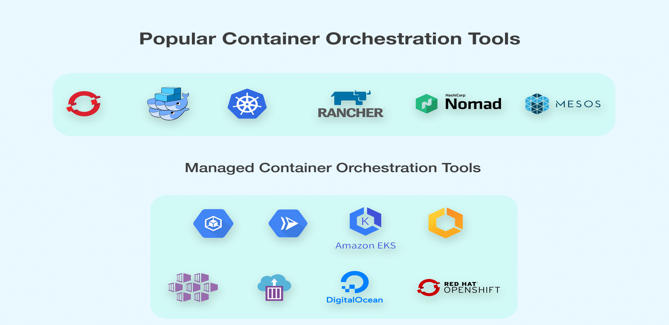 Popular Container Orchestration Tools
RANCHER
HashiCorp
Nomad
MESOS
Managed Container Orchestration Tools
K
Amazon EKS
DigitalOcean
RED HAT
OPENSHIFT